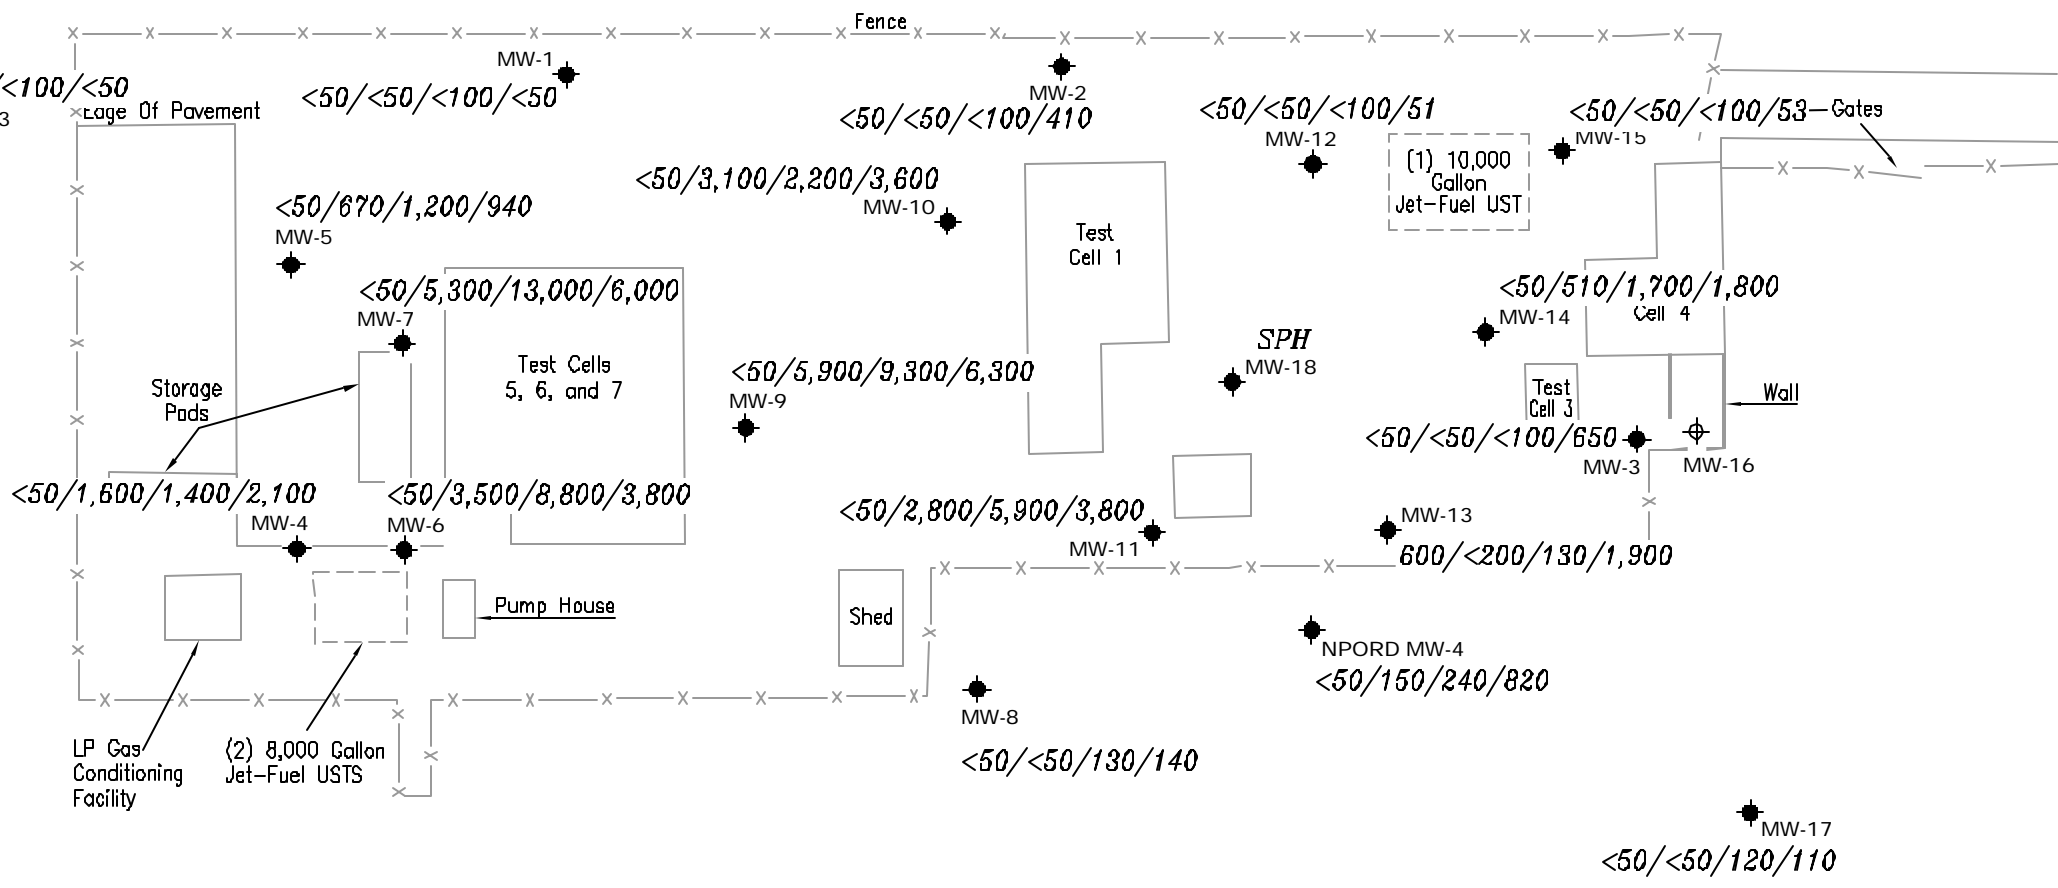 Fence
MW-1
/<100/<50
<50/<50/<100/<50
3
Edge Of Pavement
MW-2
<50/<50/<100/410
<50/<50/<100/51
MW-12
<50/<50/<100/53
MW-15
Gates
(1) 10,000
Gallon
Jet-Fuel UST
<50/3,100/2,200/3,600
MW-10
<50/670/1,200/940
MW-5
Test
Cell 1
<50/5,300/13,000/6,000
MW-7
<50/510/1,700/1,800
Cell 4
MW-14
SPH
MW-18
Test Cells
5, 6, and 7
<50/5,900/9,300/6,300
MW-9
Storage
Pads
Test
Cell 3
Wall
<50/<50/<100/650
MW-3
MW-16
<50/1,600/1,400/2,100
MW-4
<50/3,500/8,800/3,800
MW-6
<50/2,800/5,900/3,800
MW-11
MW-13
600/<200/130/1,900
Pump House
Shed
NPORD MW-4
<50/150/240/820
MW-8
<50/<50/130/140
LP Gas
Conditioning
Facility
(2) 8,000 Gallon
Jet-Fuel USTS
MW-17
<50/<50/120/110